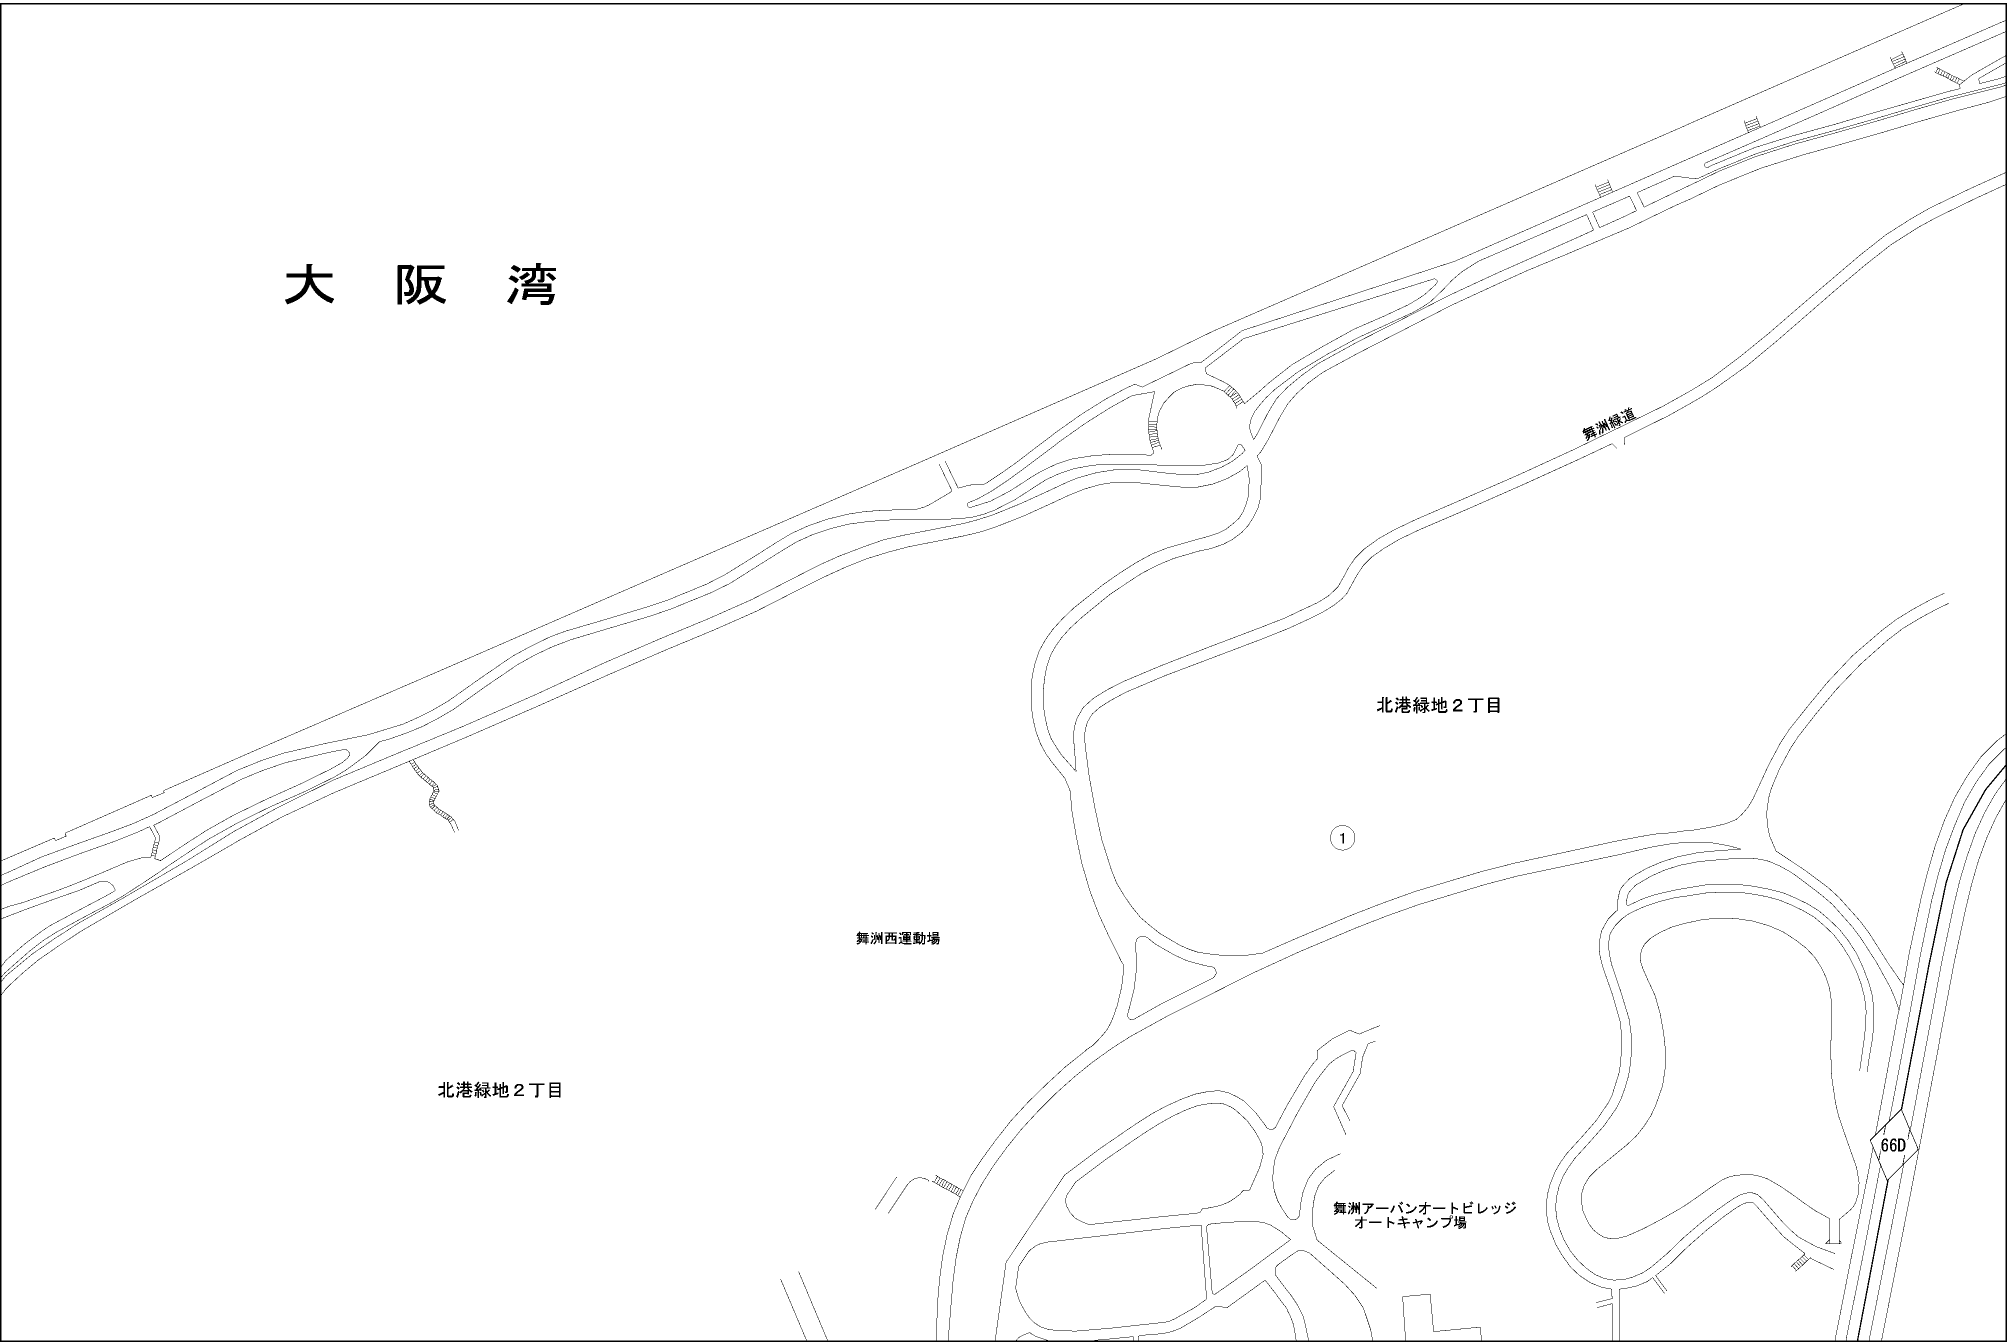 大阪湾
舞洲緑道
北港緑地２丁目
1
舞洲西運動場
北港緑地２丁目
66D
舞洲アーバンオートビレッジ
オートキャンプ場